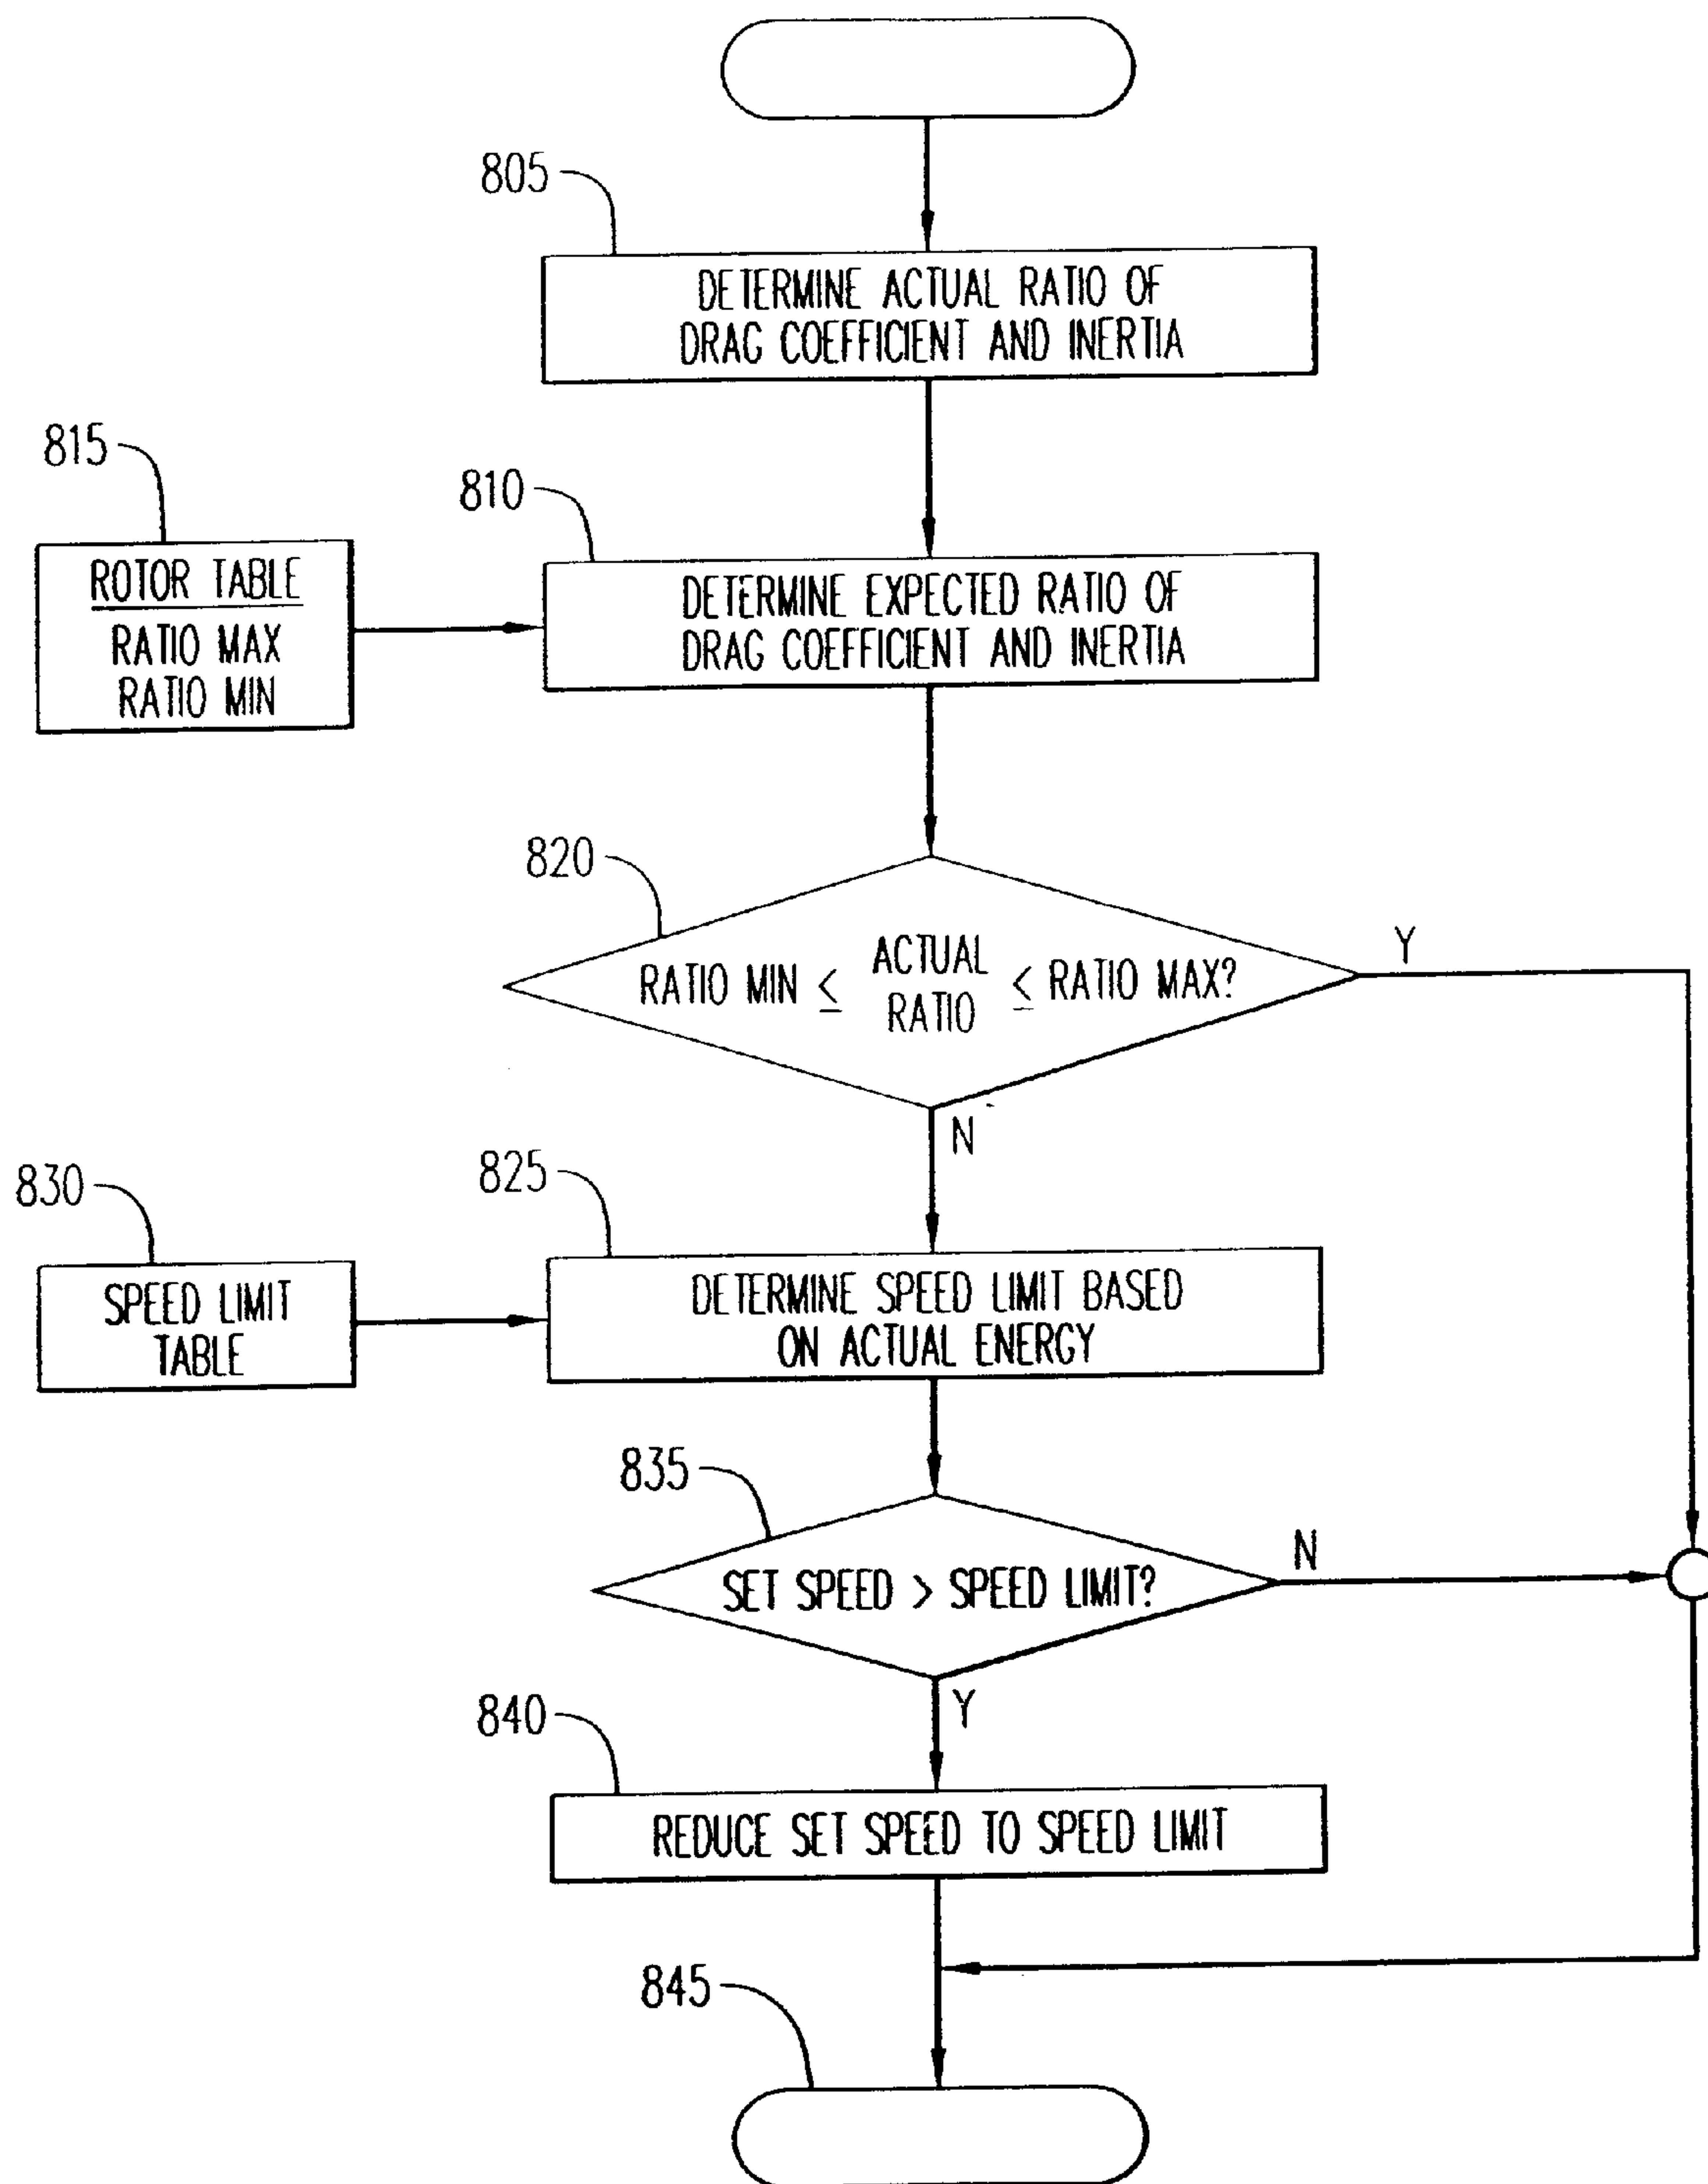 805
DETERMINE ACTUAL RATIO OF
DRAG COEFFICIENT AND INERTIA
815
810
ROTOR TABLE
RATIO MAX
RATIO MIN
DETERMINE EXPECTED RATIO OF
DRAG COEFFICIENT AND INERTIA
820
RATIO MIN ≤ ACTUAL RATIO ≤ RATIO MAX?
Y
N
830
825
SPEED LIMIT
TABLE
DETERMINE SPEED LIMIT BASED
ON ACTUAL ENERGY
835
SET SPEED > SPEED LIMIT?
N
Y
840
REDUCE SET SPEED TO SPEED LIMIT
845